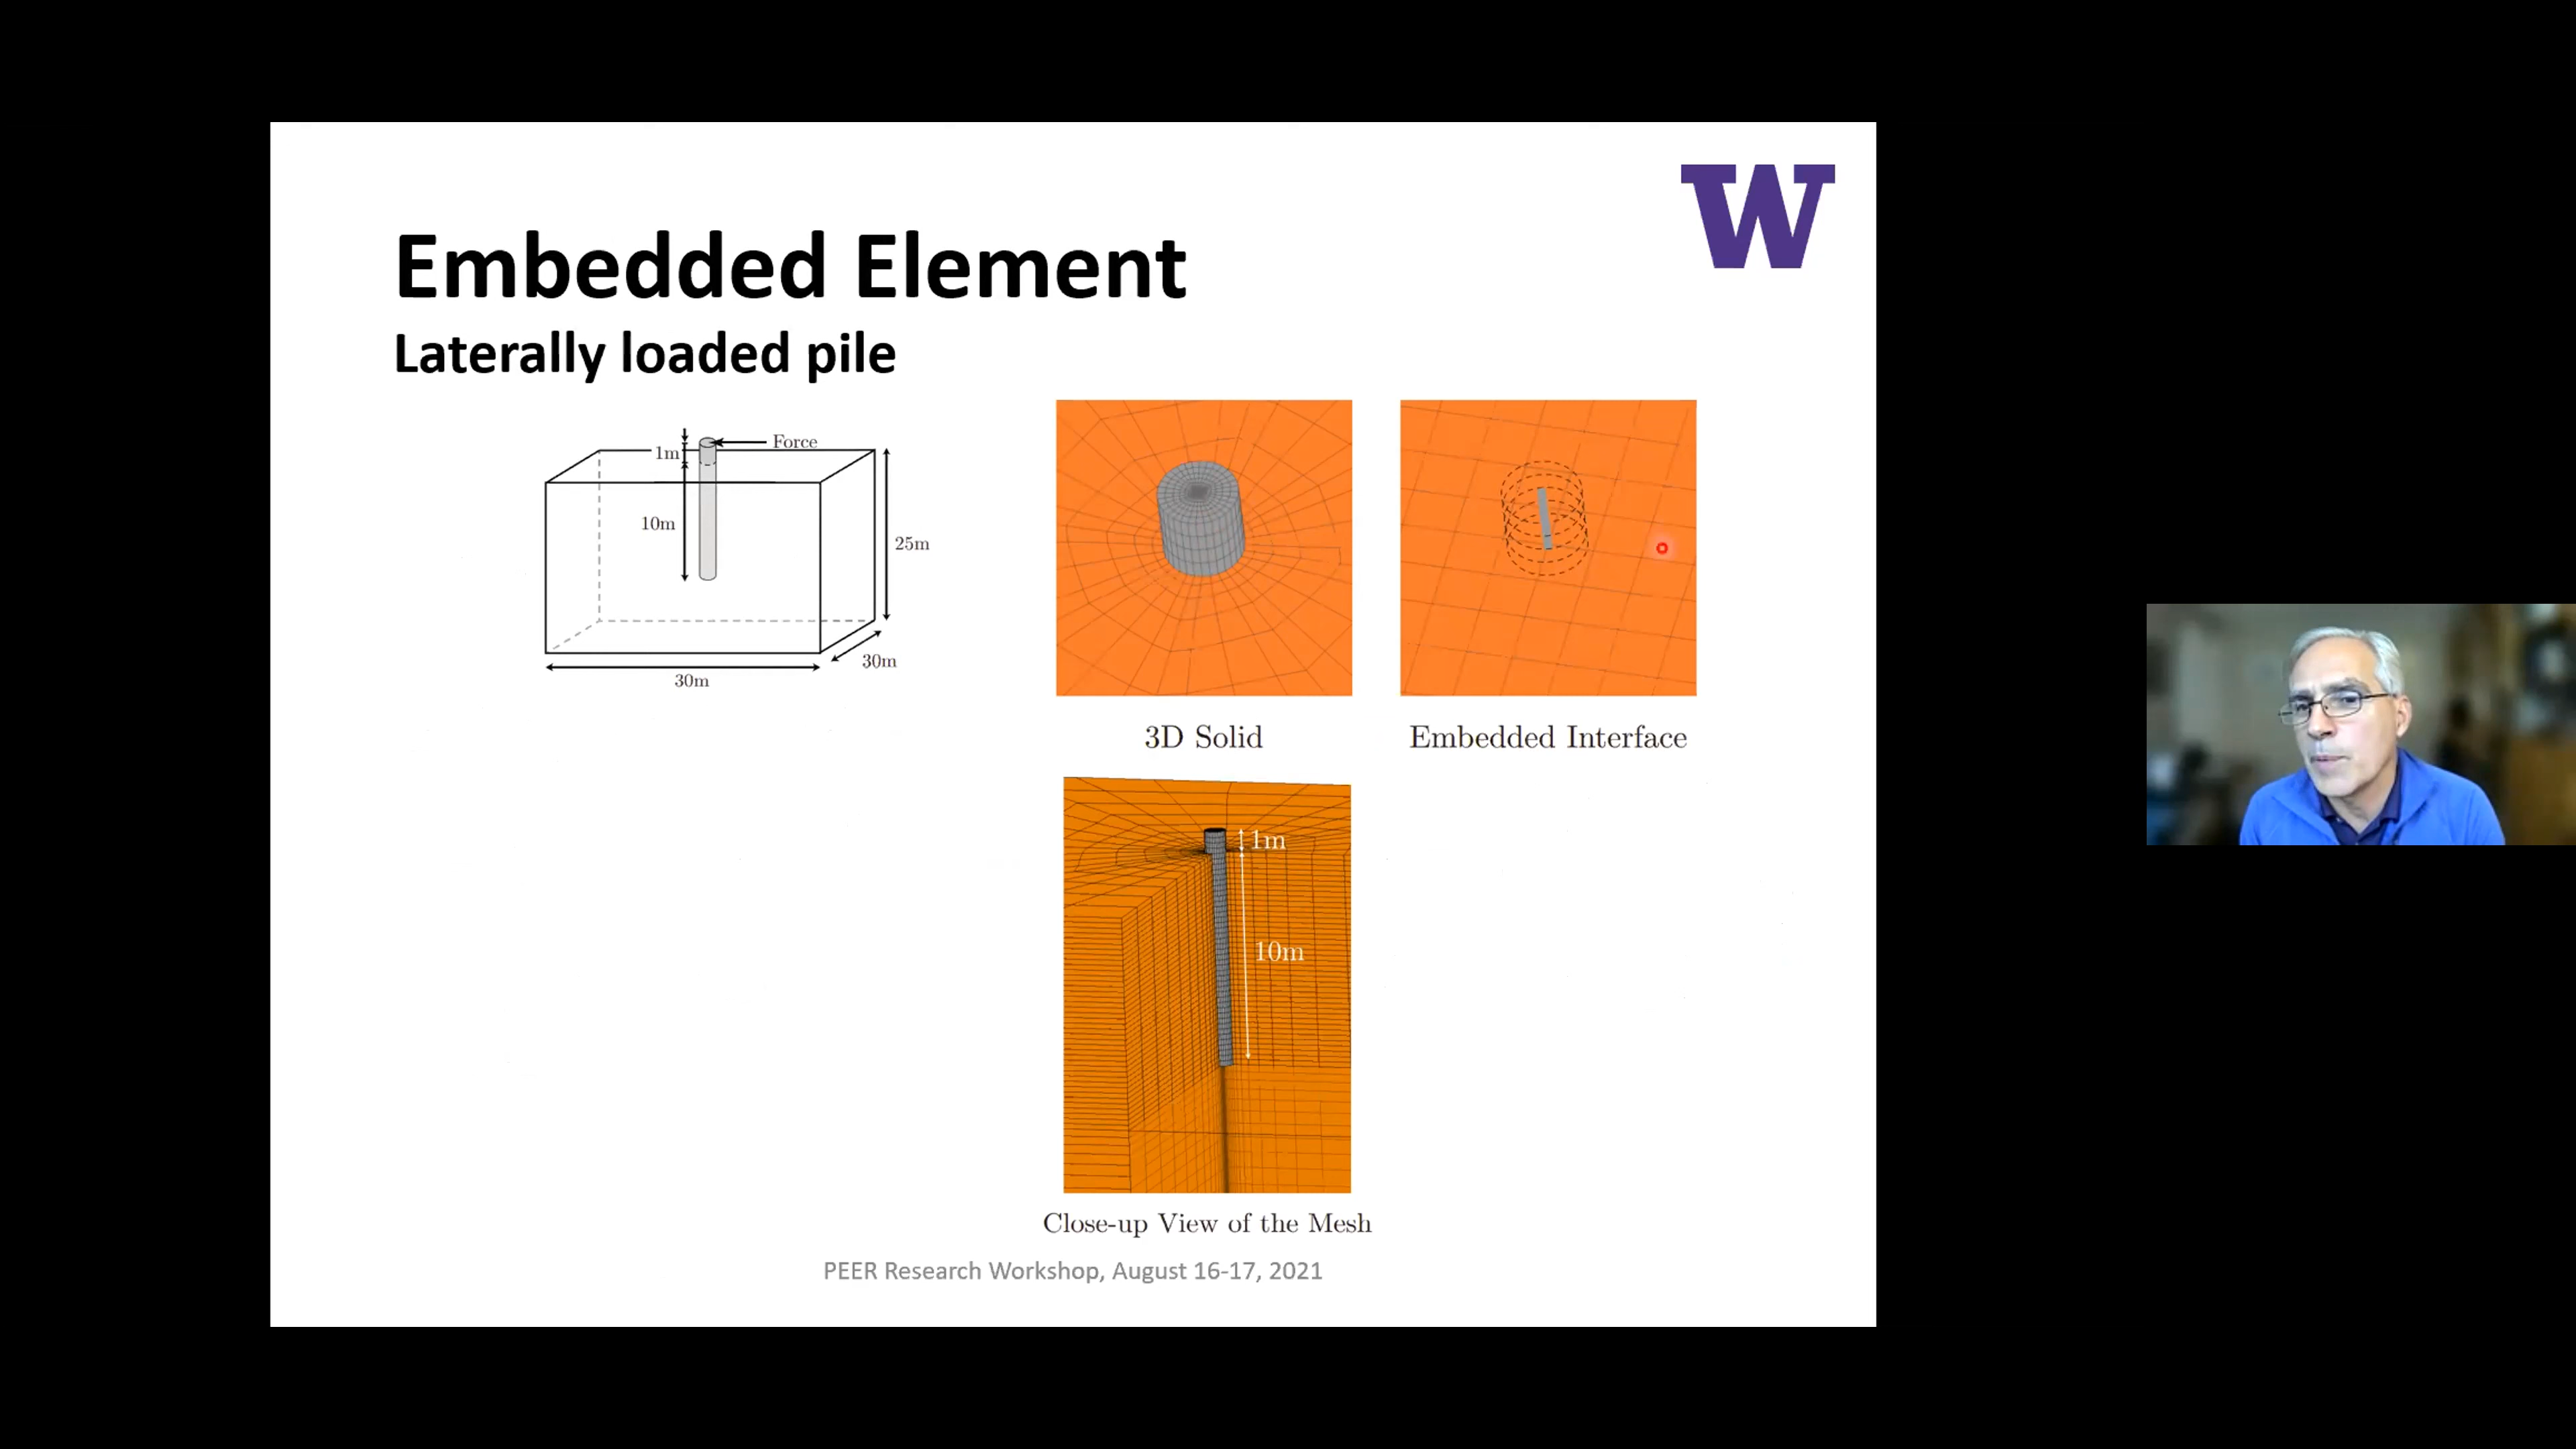 W
Embedded Element
Laterally loaded pile
Force
1m
10m
25m
30m
30m
3D Solid
Embedded Interface
1m
10m
Close-up View of the Mesh
PEER Research Workshop, August 16-17, 2021